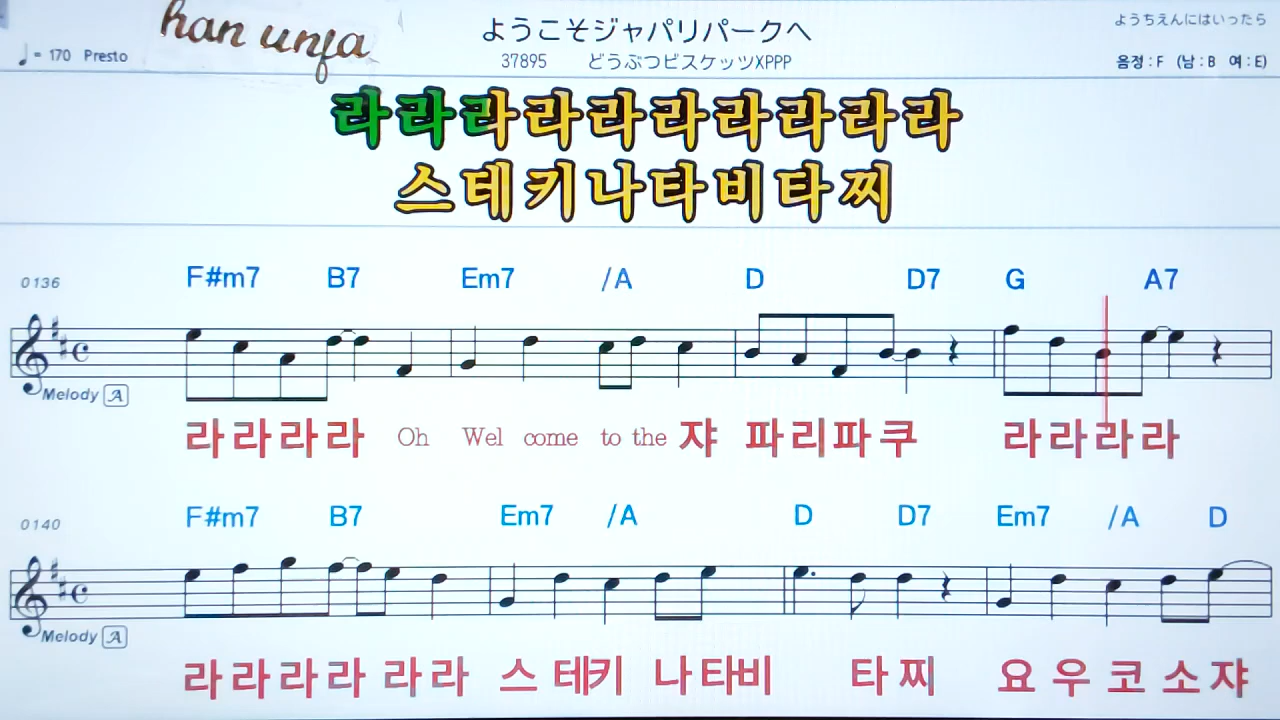 han unja
ようこそジャパリパークへ
ようちえんにはいったら
♩= 170 Presto
37895 どうぶつビスケッツXPPP
음정 : F (남 : B 여 : E)
라라라라라라라라라라
스테키나타비타찌
0136 F#m7 B7 Em7 /A D D7 G A7
Melody A
라라라라 Oh Wel come to the 쟈 파리파쿠 라라라라
0140 F#m7 B7 Em7 /A D D7 Em7 /A D
Melody A
라라라라 라라 스 테키 나타비 타찌 요우코소쟈